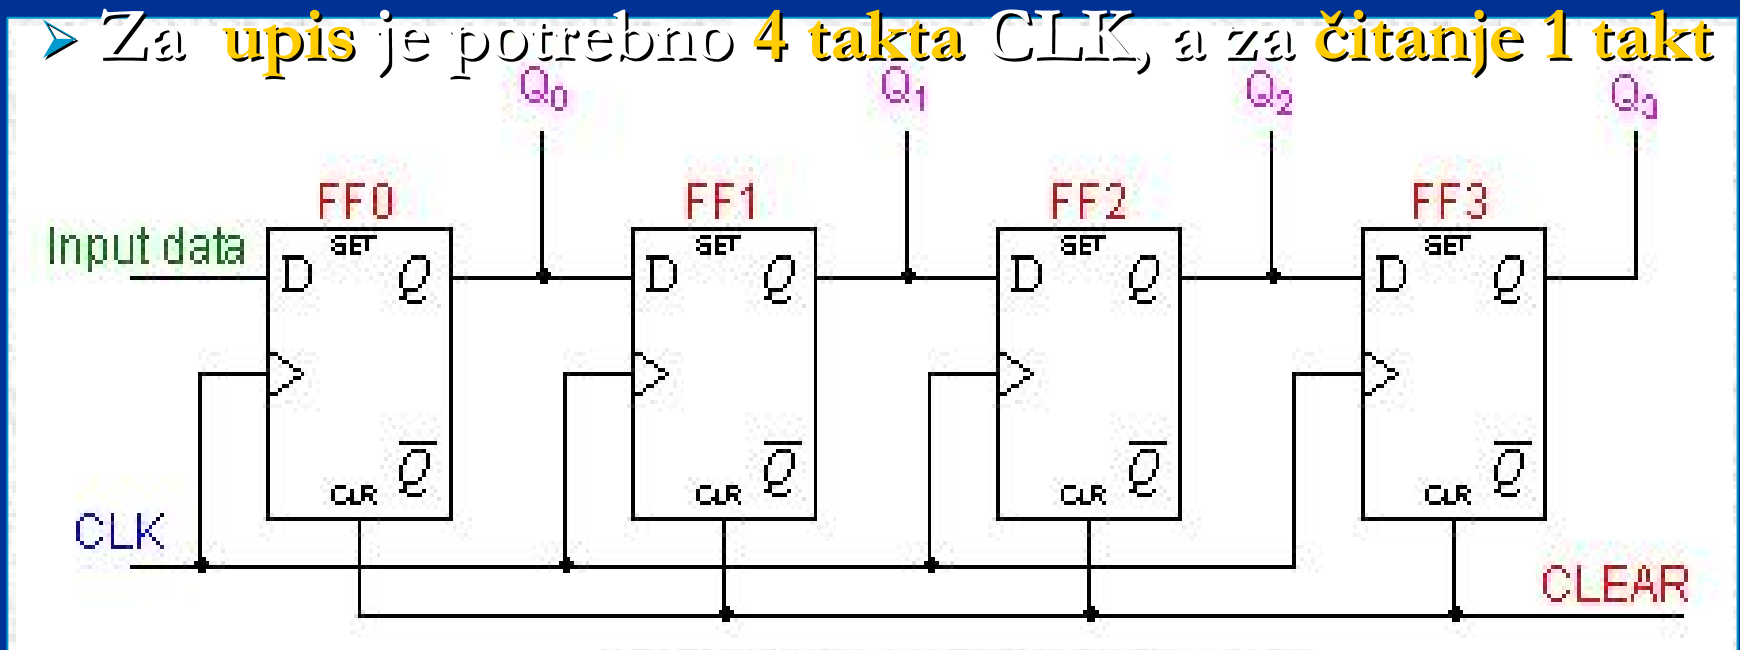 ➢ Za upis je potrebno 4 takta CLK, a za čitanje 1 takt
Q0 Q1 Q2 Q3
FF0 FF1 FF2 FF3
Input data
SET SET SET SET
D Q D Q D Q D Q
Q̅ Q̅ Q̅ Q̅
CLR CLR CLR CLR
CLK
CLEAR